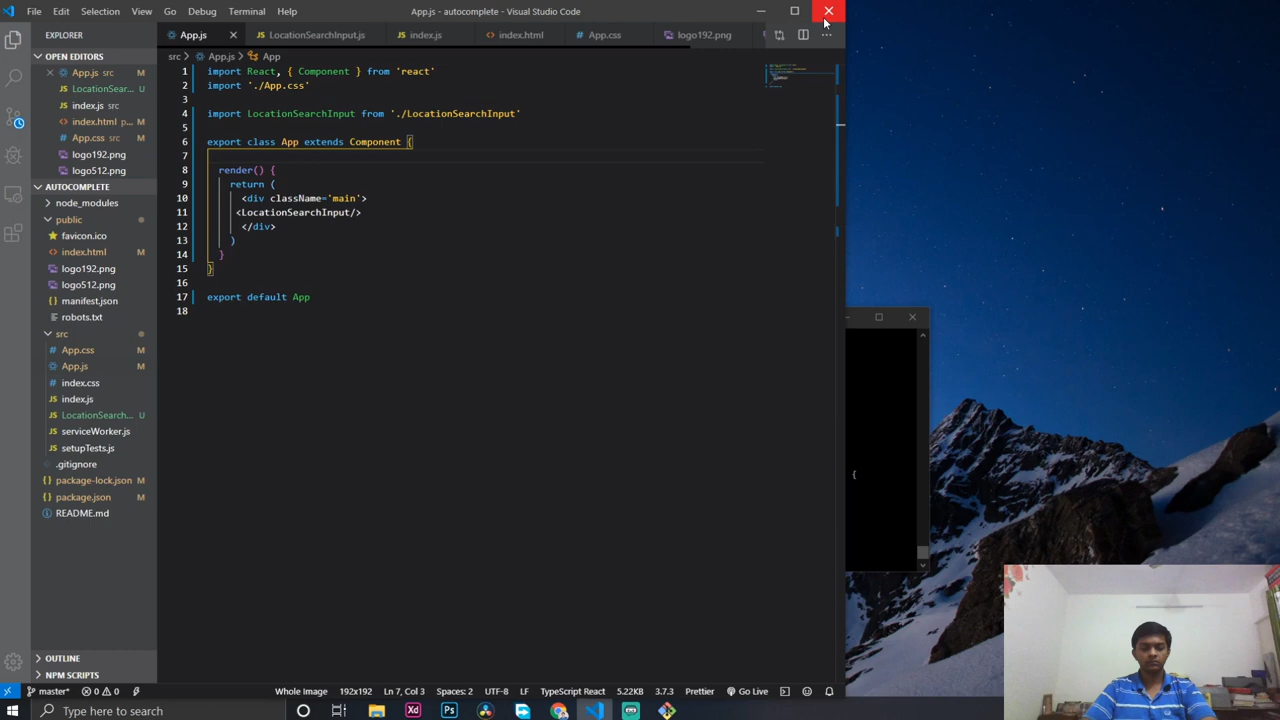 File Edit Selection View Go Debug Terminal Help App.js - autocomplete - Visual Studio Code
EXPLORER
OPEN EDITORS
App.js src M
LocationSear... U
index.js src
index.html p... M
App.css src M
logo192.png
logo512.png
AUTOCOMPLETE
node_modules
public
favicon.ico
index.html M
logo192.png
logo512.png
manifest.json
robots.txt
src
App.css M
App.js M
index.css
index.js
LocationSearch... U
serviceWorker.js
setupTests.js
.gitignore
package-lock.json M
package.json M
README.md
OUTLINE
NPM SCRIPTS
App.js LocationSearchInput.js index.js index.html App.css logo192.png
src > App.js > App
1 import React, { Component } from 'react'
2 import './App.css'
3
4 import LocationSearchInput from './LocationSearchInput'
5
6 export class App extends Component {
7
8 render() {
9 return (
10 <div className='main'>
11 <LocationSearchInput/>
12 </div>
13 )
14 }
15 }
16
17 export default App
18
{
master* 0 0 Whole Image 192x192 Ln 7, Col 3 Spaces: 2 UTF-8 LF TypeScript React 5.22KB 3.7.3 Prettier Go Live
Type here to search